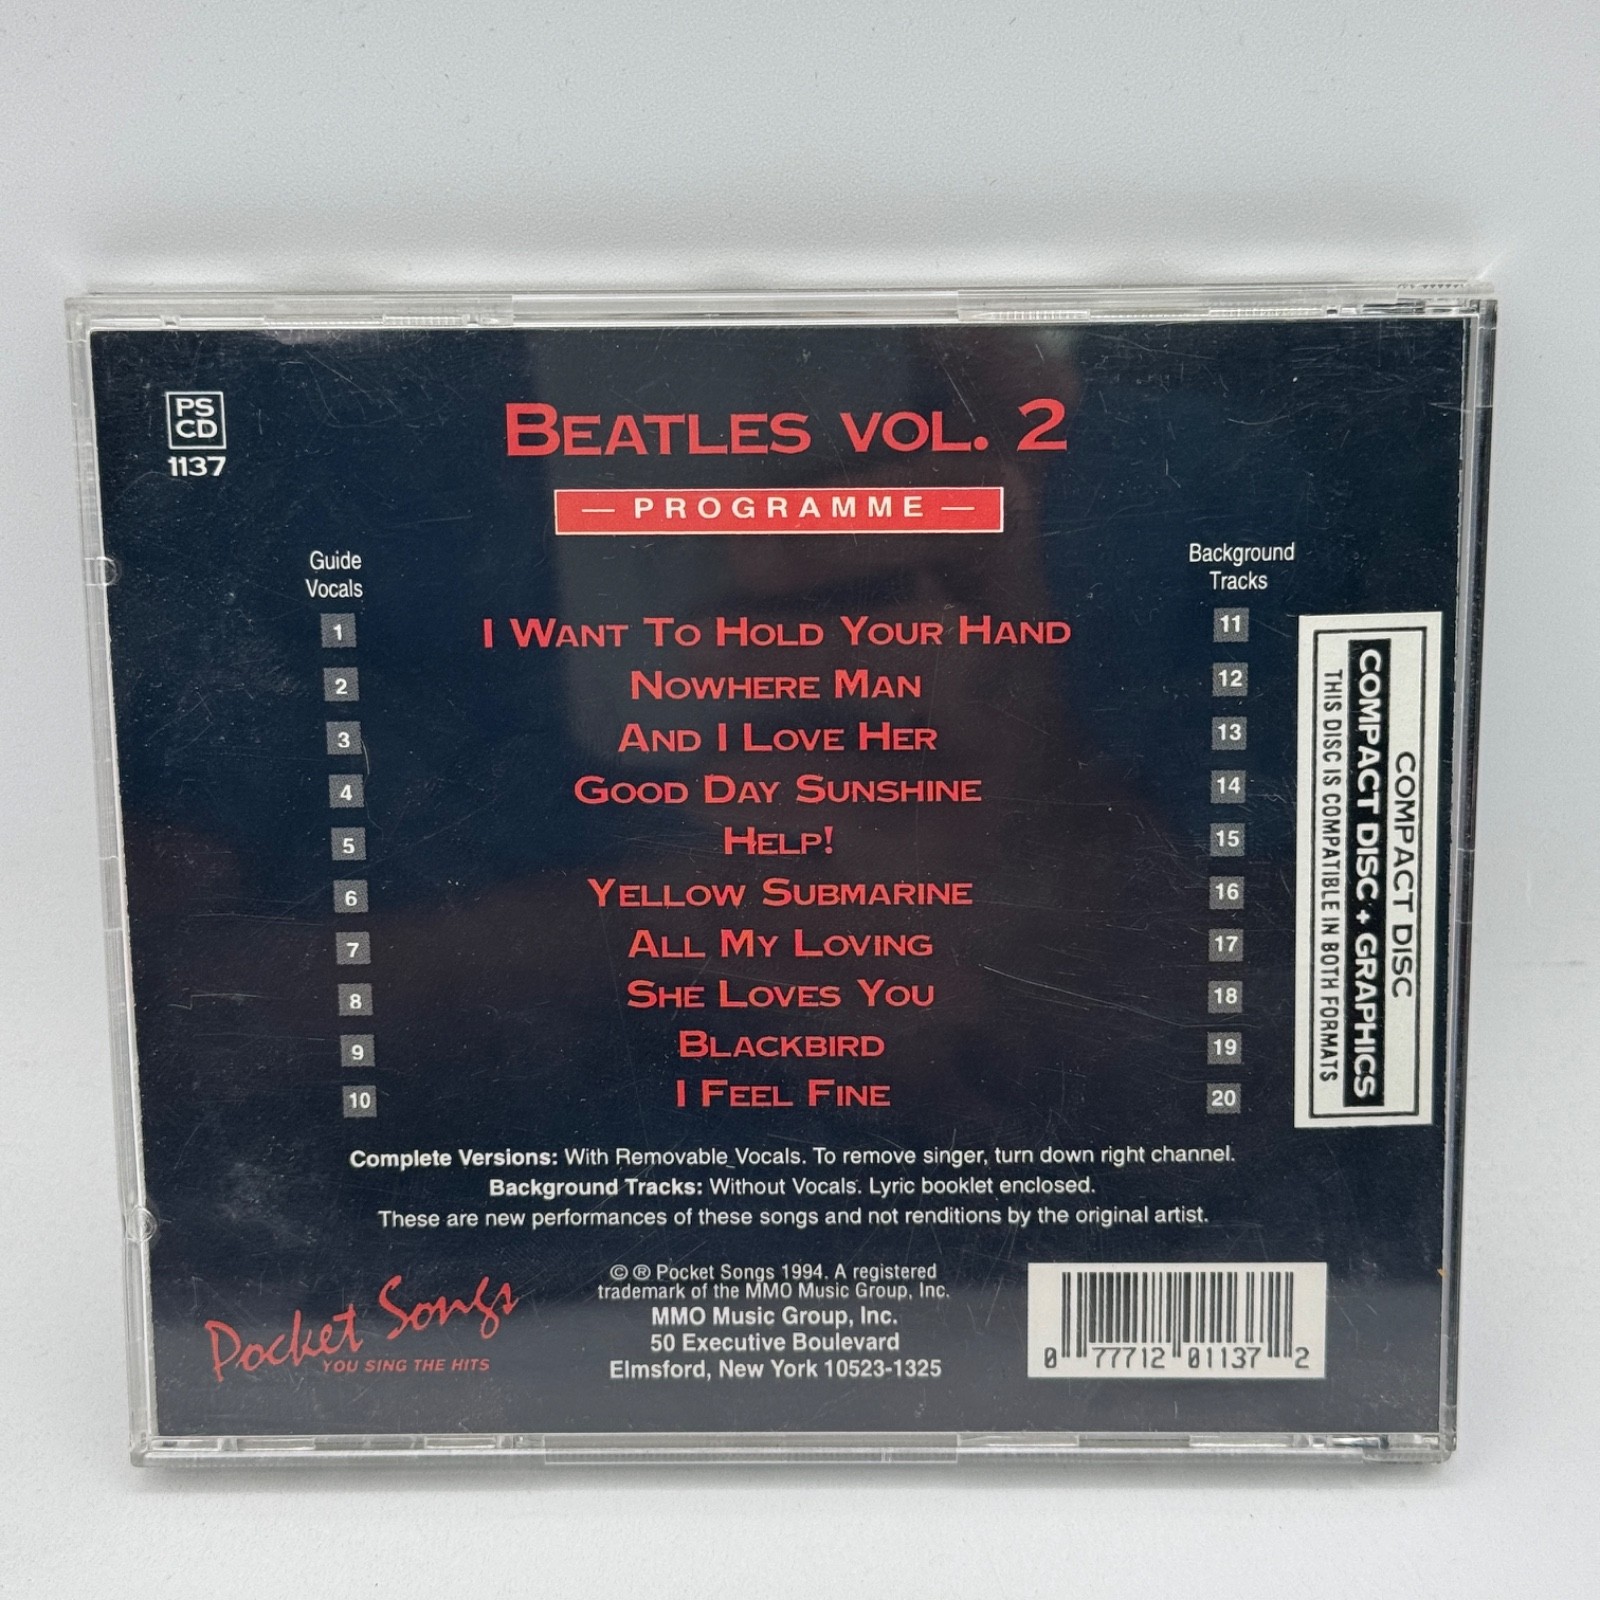 PS
CD
1137
BEATLES VOL. 2
— PROGRAMME —
Guide
Vocals
Background
Tracks
1 I WANT TO HOLD YOUR HAND 11
2 NOWHERE MAN 12
3 AND I LOVE HER 13
4 GOOD DAY SUNSHINE 14
5 HELP! 15
6 YELLOW SUBMARINE 16
7 ALL MY LOVING 17
8 SHE LOVES YOU 18
9 BLACKBIRD 19
10 I FEEL FINE 20
COMPACT DISC
COMPACT DISC + GRAPHICS
THIS DISC IS COMPATIBLE IN BOTH FORMATS
Complete Versions: With Removable Vocals. To remove singer, turn down right channel.
Background Tracks: Without Vocals. Lyric booklet enclosed.
These are new performances of these songs and not renditions by the original artist.
Pocket Songs
YOU SING THE HITS
© ® Pocket Songs 1994. A registered
trademark of the MMO Music Group, Inc.
MMO Music Group, Inc.
50 Executive Boulevard
Elmsford, New York 10523-1325
0 77712 01137 2